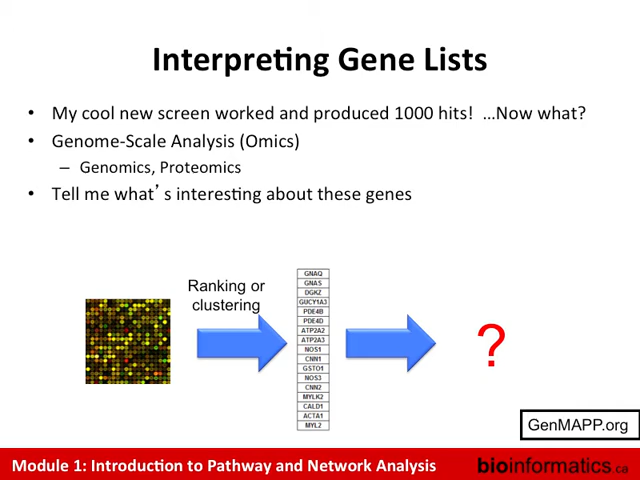 Interpreting Gene Lists
• My cool new screen worked and produced 1000 hits! …Now what?
• Genome-Scale Analysis (Omics)
– Genomics, Proteomics
• Tell me what's interesting about these genes
Ranking or
clustering
GNAQ
GNAS
DGKZ
GUCY1A3
PDE4B
PDE4D
ATP2A2
ATP2A3
NOS1
CNN1
GSTO1
NOS3
CNN2
MYLK2
CALD1
ACTA1
MYL2
?
GenMAPP.org
Module 1: Introduction to Pathway and Network Analysis
bioinformatics.ca